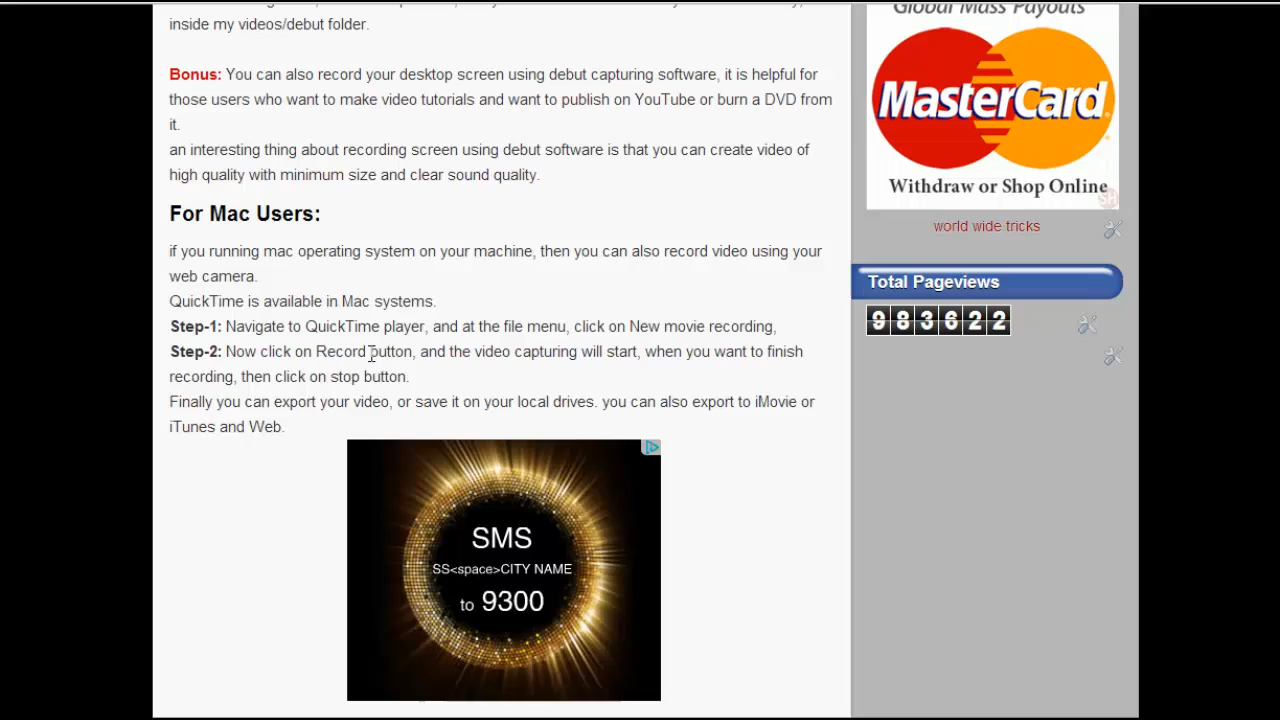 inside my videos/debut folder.
Bonus: You can also record your desktop screen using debut capturing software, it is helpful for
those users who want to make video tutorials and want to publish on YouTube or burn a DVD from
it.
an interesting thing about recording screen using debut software is that you can create video of
high quality with minimum size and clear sound quality.
For Mac Users:
if you running mac operating system on your machine, then you can also record video using your
web camera.
QuickTime is available in Mac systems.
Step-1: Navigate to QuickTime player, and at the file menu, click on New movie recording,
Step-2: Now click on Record button, and the video capturing will start, when you want to finish
recording, then click on stop button.
Finally you can export your video, or save it on your local drives. you can also export to iMovie or
iTunes and Web.
SMS
SS<space>CITY NAME
to 9300
Global Mass Payouts
MasterCard
Withdraw or Shop Online
world wide tricks
Total Pageviews
983622